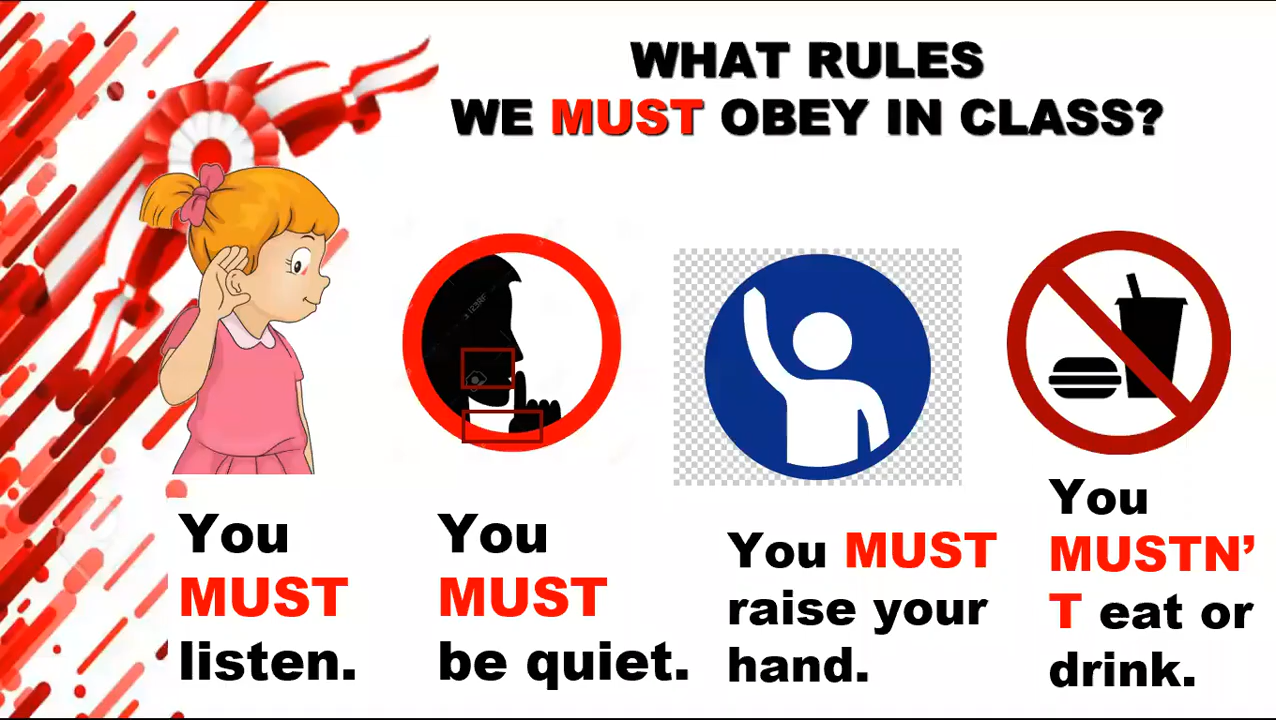 WHAT RULES
WE MUST OBEY IN CLASS?
You
MUST
listen.
You
MUST
be quiet.
You MUST
raise your
hand.
You
MUSTN’
T eat or
drink.